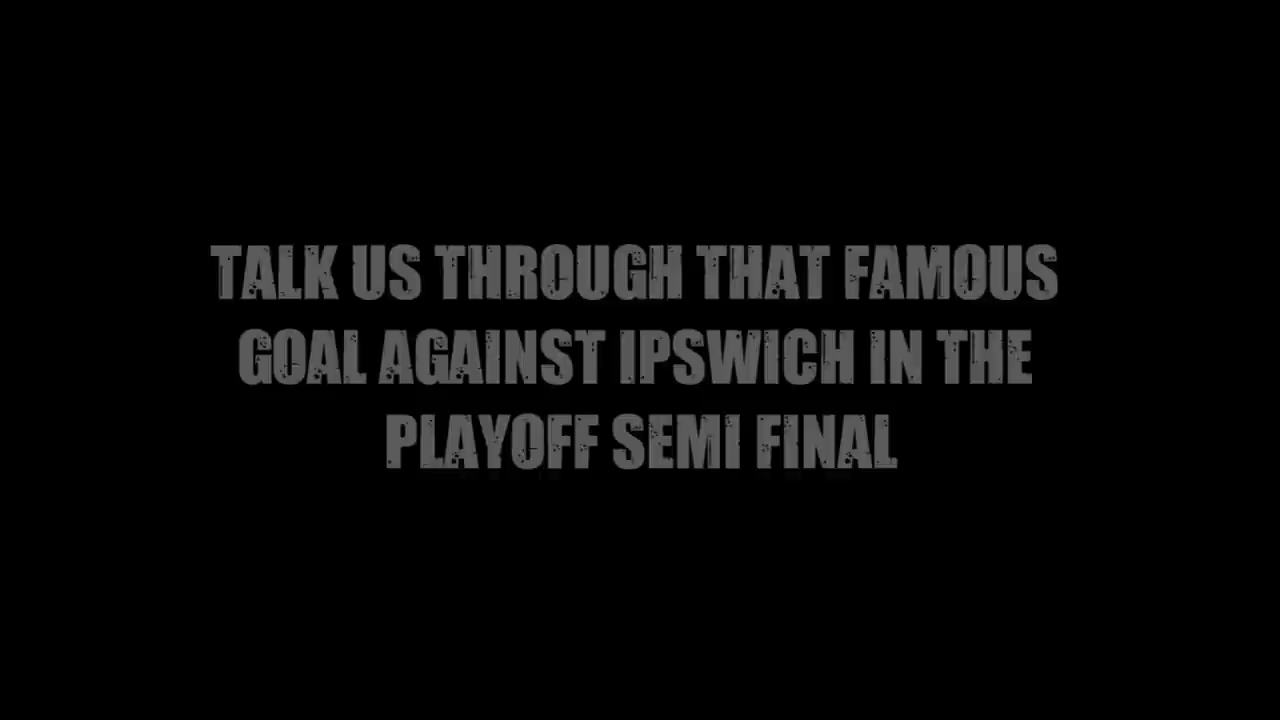 TALK US THROUGH THAT FAMOUS
GOAL AGAINST IPSWICH IN THE
PLAYOFF SEMI FINAL